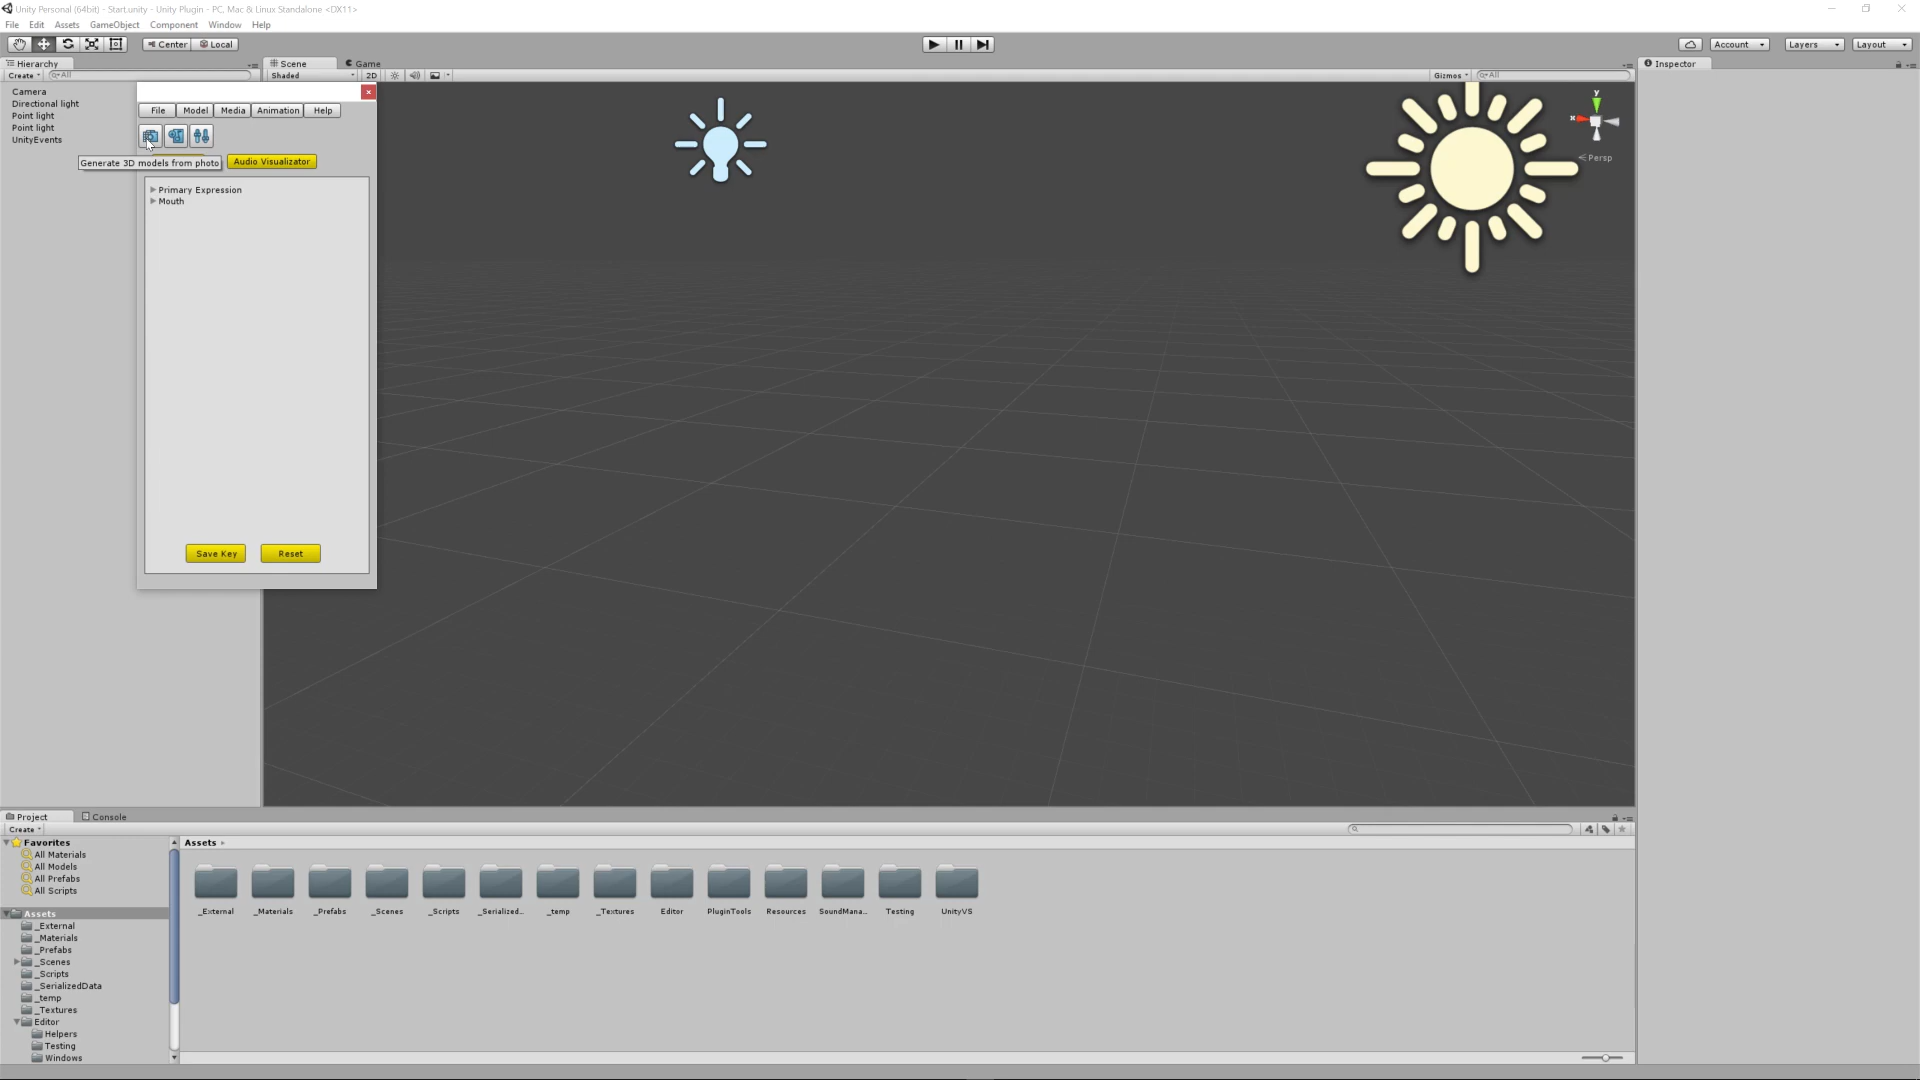 Unity Personal (64bit) - Start.unity - Unity Plugin - PC, Mac & Linux Standalone <DX11>
File Edit Assets GameObject Component Window Help
Center Local
Account Layers Layout
Hierarchy
Create All
Camera
Directional light
Point light
Point light
UnityEvents
Scene Game
Shaded 2D
Gizmos All
Inspector
File Model Media Animation Help
Generate 3D models from photo
Audio Visualizator
Primary Expression
Mouth
Save Key Reset
y
x
Persp
Project Console
Create
Favorites
All Materials
All Models
All Prefabs
All Scripts
Assets
_External
_Materials
_Prefabs
_Scenes
_Scripts
_SerializedData
_temp
_Textures
Editor
Helpers
Testing
Windows
Assets
_External _Materials _Prefabs _Scenes _Scripts _Serialized... _temp _Textures Editor PluginTools Resources SoundMana... Testing UnityVS